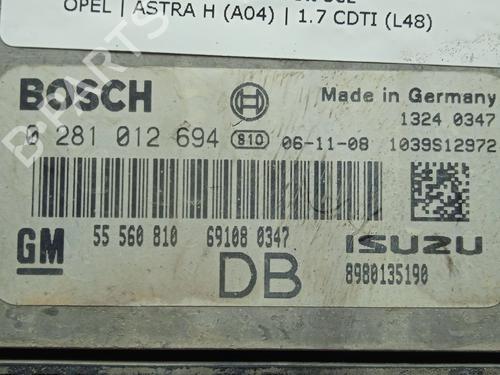 OPEL | ASTRA H (A04) | 1.7 CDTI (L48)
BOSCH
Made in Germany
1324 0347
0 281 012 694 810 06-11-08 1039S12972
GM 55 560 810 69108 0347 ISUZU
DB 8980135190